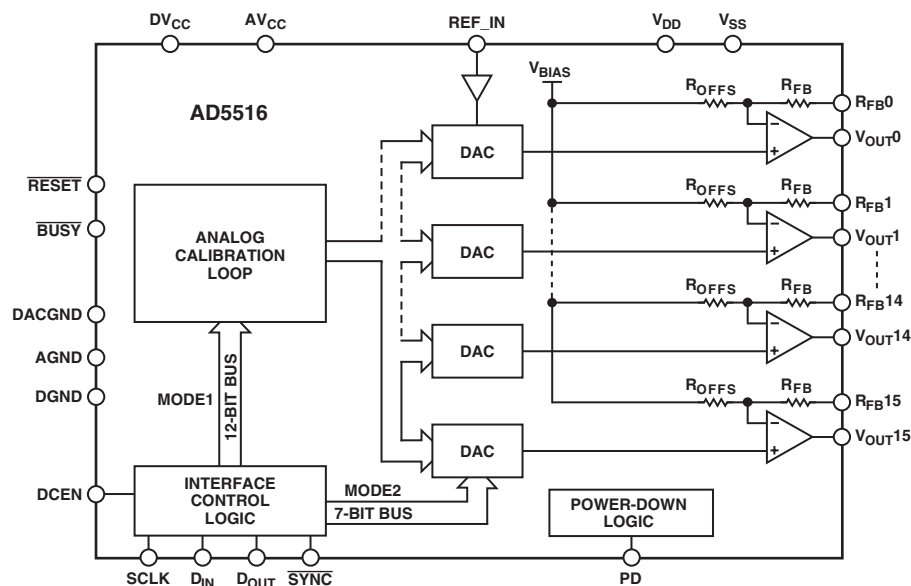 DVCC
AVCC
REF_IN
VDD
VSS
AD5516
VBIAS
ROFFS
RFB
RFB0
VOUT0
DAC
RESET
BUSY
ANALOG
CALIBRATION
LOOP
ROFFS
RFB
RFB1
VOUT1
DAC
DACGND
AGND
DGND
ROFFS
RFB
RFB14
VOUT14
DAC
MODE1
12-BIT BUS
ROFFS
RFB
RFB15
VOUT15
DAC
DCEN
INTERFACE
CONTROL
LOGIC
MODE2
7-BIT BUS
POWER-DOWN
LOGIC
SCLK
DIN
DOUT
SYNC
PD